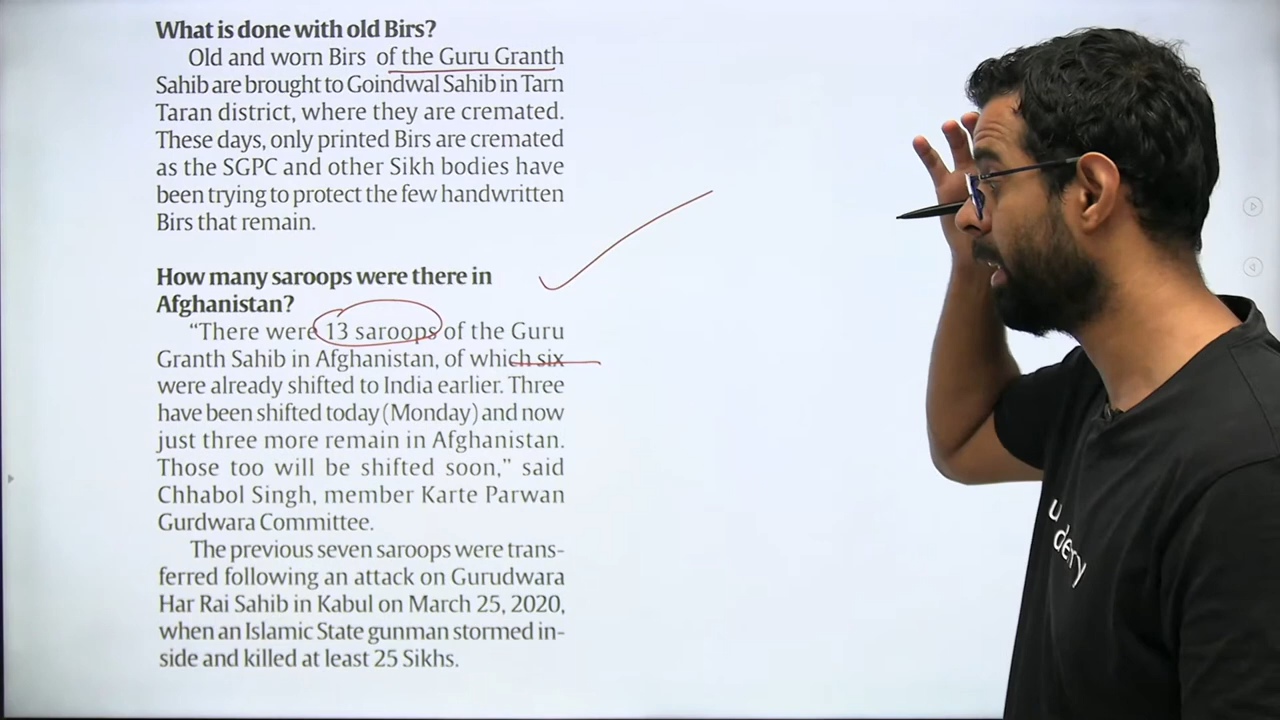 What is done with old Birs?
Old and worn Birs of the Guru Granth
Sahib are brought to Goindwal Sahib in Tarn
Taran district, where they are cremated.
These days, only printed Birs are cremated
as the SGPC and other Sikh bodies have
been trying to protect the few handwritten
Birs that remain.
How many saroops were there in
Afghanistan?
“There were 13 saroops of the Guru
Granth Sahib in Afghanistan, of which six
were already shifted to India earlier. Three
have been shifted today (Monday) and now
just three more remain in Afghanistan.
Those too will be shifted soon,” said
Chhabol Singh, member Karte Parwan
Gurdwara Committee.
The previous seven saroops were trans-
ferred following an attack on Gurudwara
Har Rai Sahib in Kabul on March 25, 2020,
when an Islamic State gunman stormed in-
side and killed at least 25 Sikhs.